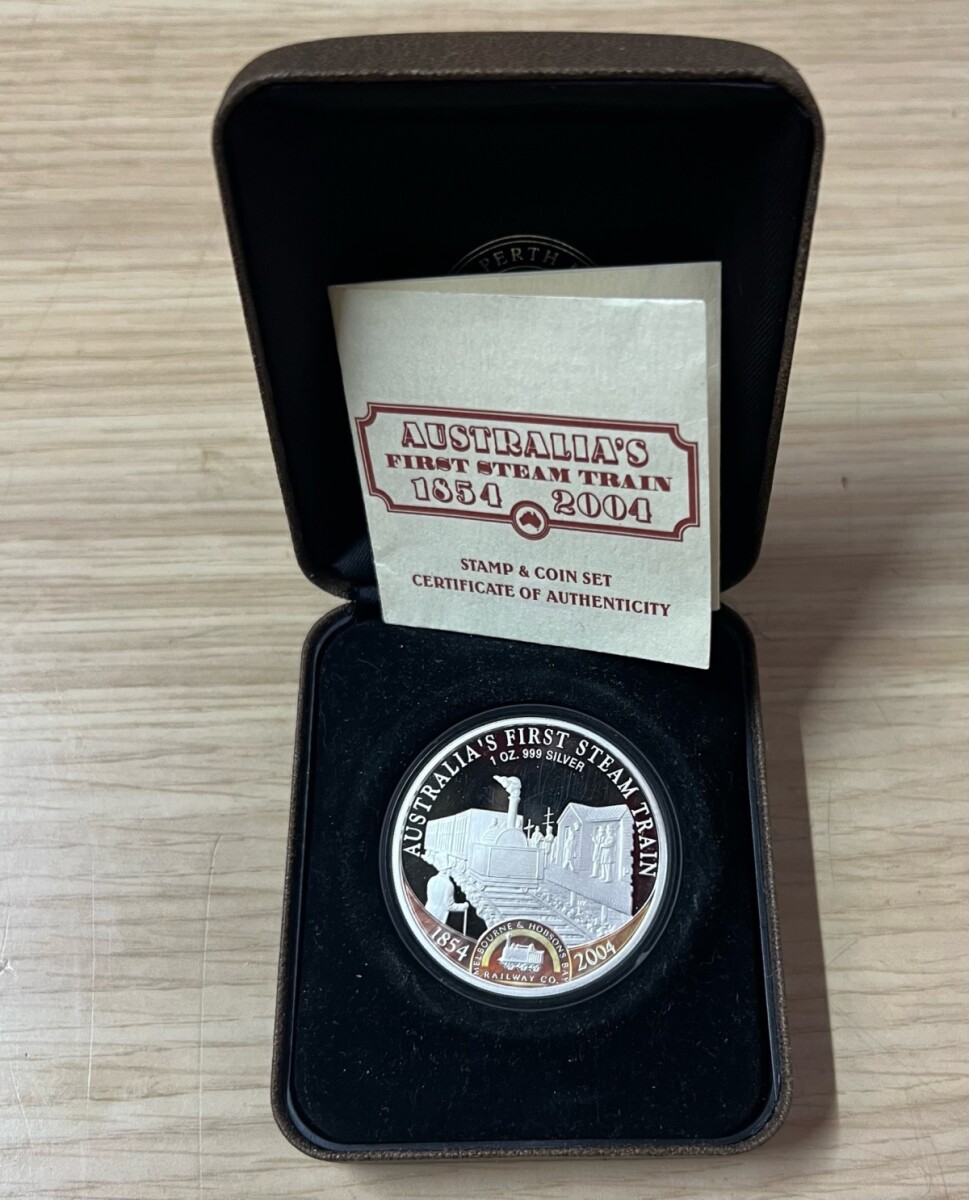 PERTH
AUSTRALIA'S
FIRST STEAM TRAIN
1854 2004
STAMP & COIN SET
CERTIFICATE OF AUTHENTICITY
AUSTRALIA'S FIRST STEAM TRAIN
1 OZ. 999 SILVER
1854
MELBOURNE & HOBSONS BAY
RAILWAY CO.
2004